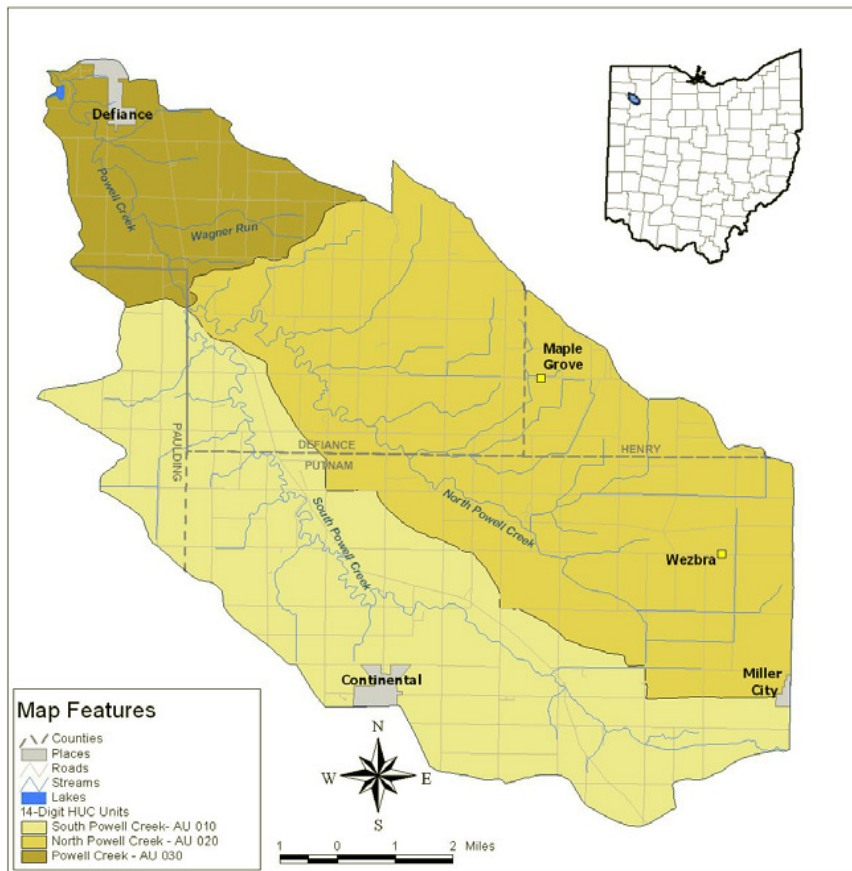 Defiance
Powell Creek
Wagner Run
Maple
Grove
PAULDING
DEFIANCE
HENRY
PUTNAM
South Powell Creek
North Powell Creek
Wezbra
Continental
Miller
City
Map Features
Counties
Places
Roads
Streams
Lakes
14-Digit HUC Units
South Powell Creek- AU 010
North Powell Creek - AU 020
Powell Creek - AU 030
N
W
E
S
1 0 1 2 Miles